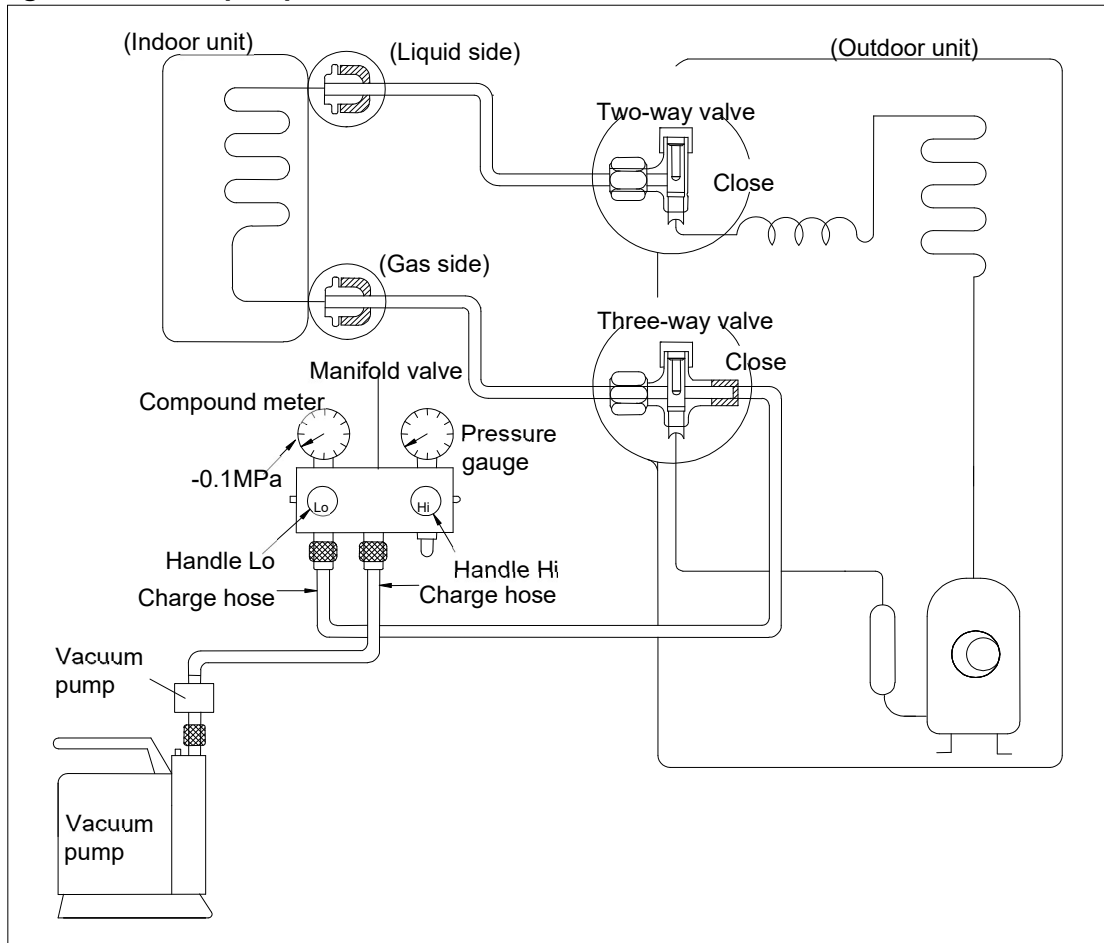 (Indoor unit)
(Liquid side)
(Outdoor unit)
Two-way valve
Close
(Gas side)
Three-way valve
Close
Manifold valve
Compound meter
Pressure
gauge
-0.1MPa
Lo
Hi
Handle Lo
Handle Hi
Charge hose
Charge hose
Vacuum
pump
Vacuum
pump